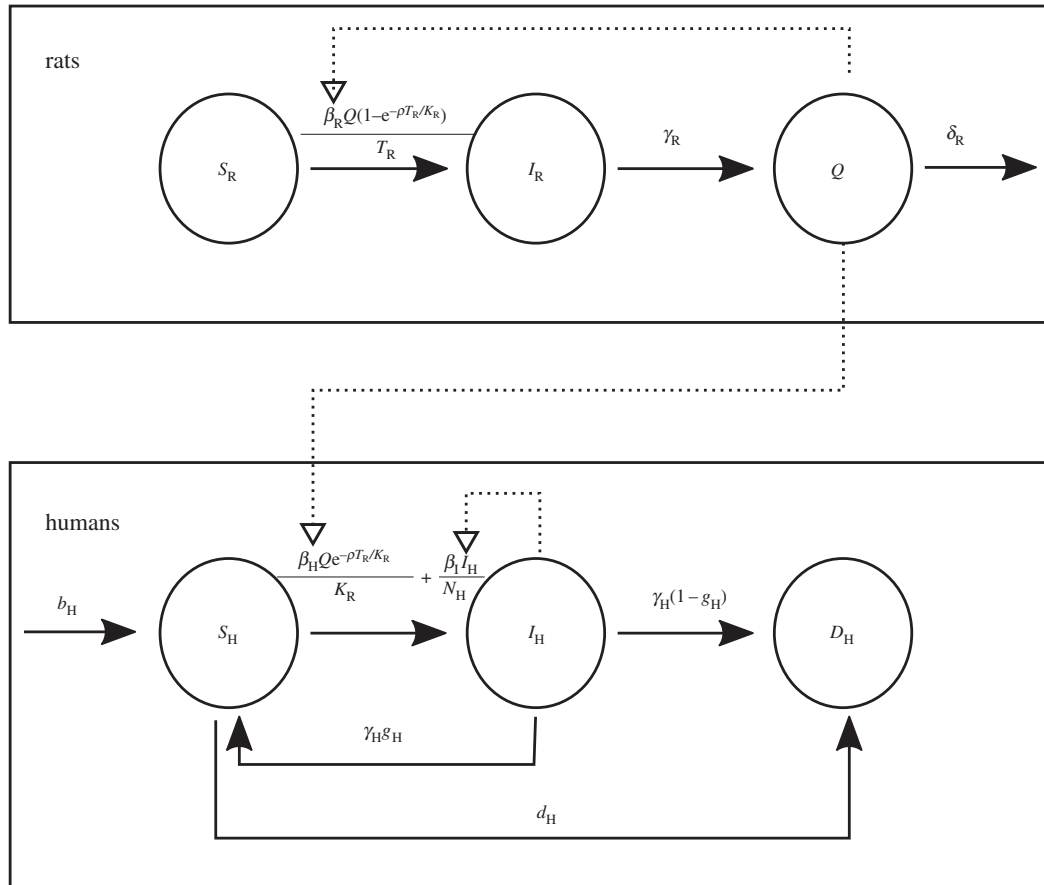 rats
β_R Q(1–e^{–ρT_R/K_R})
T_R
γ_R
δ_R
S_R
I_R
Q
humans
β_H Qe^{–ρT_R/K_R}
K_R
+
β_I I_H
N_H
b_H
γ_H(1 – g_H)
S_H
I_H
D_H
γ_H g_H
d_H